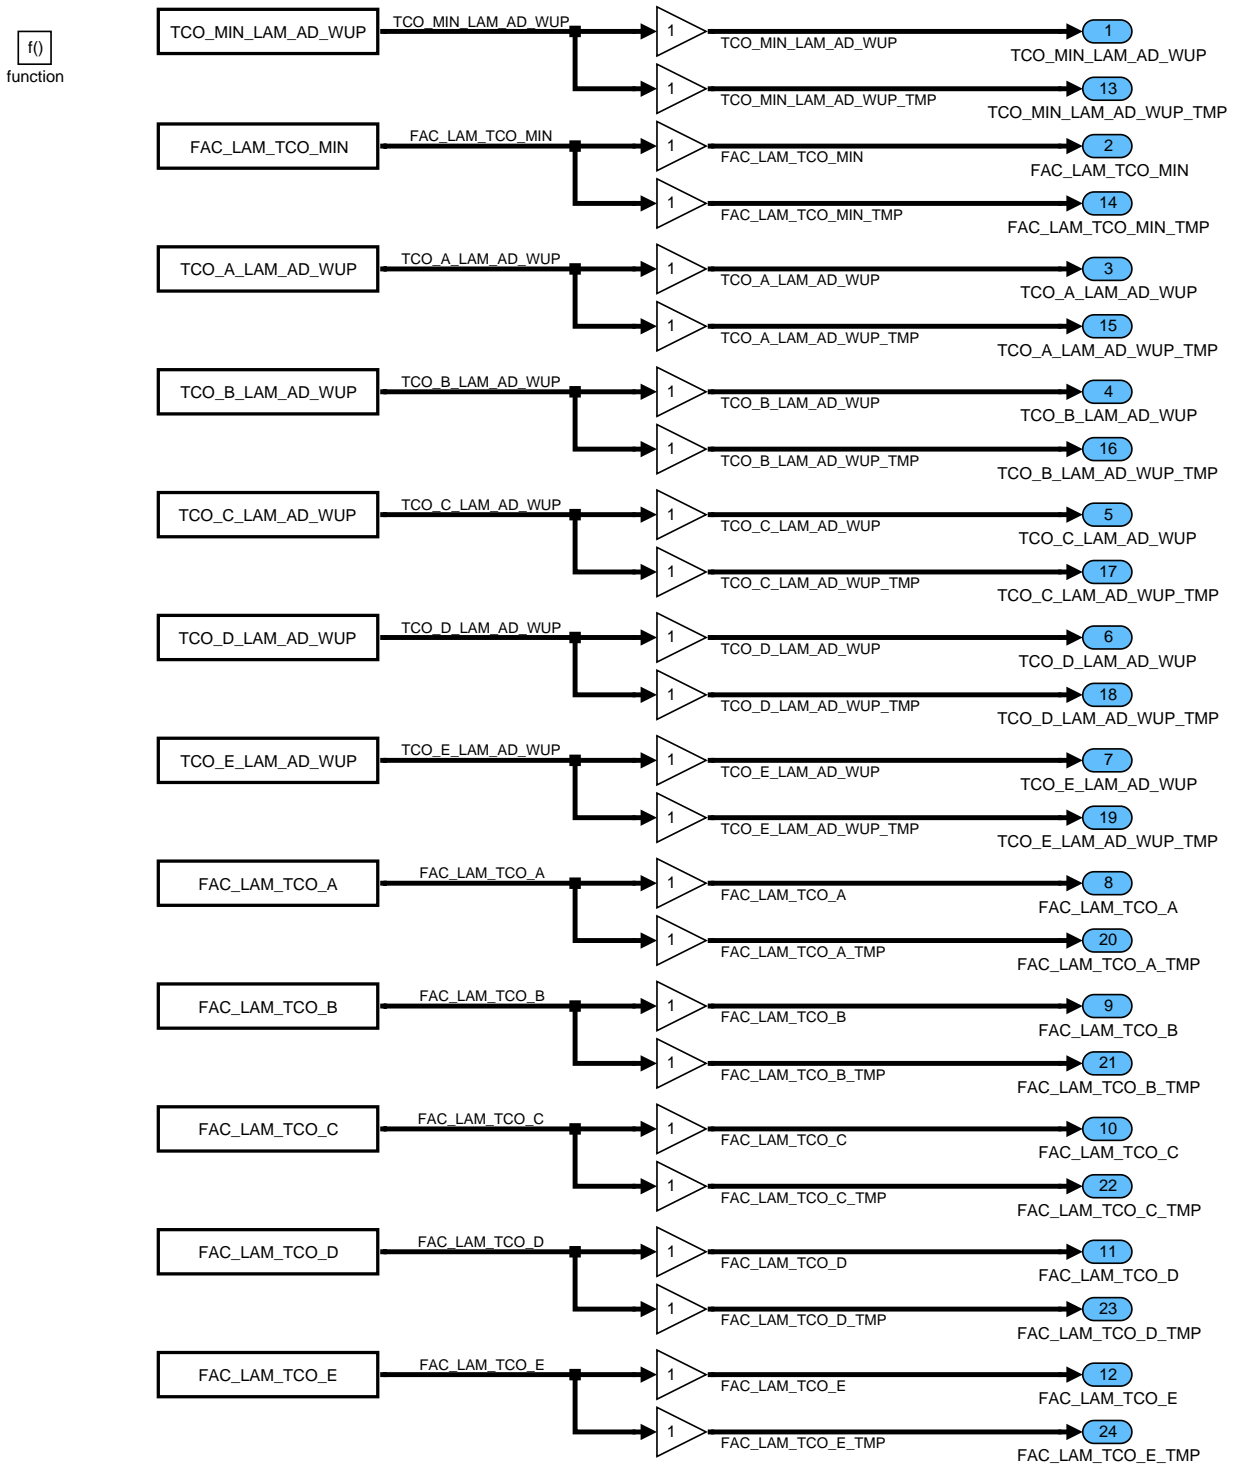 f()
function
TCO_MIN_LAM_AD_WUP
TCO_MIN_LAM_AD_WUP
1
TCO_MIN_LAM_AD_WUP
1
TCO_MIN_LAM_AD_WUP
1
TCO_MIN_LAM_AD_WUP_TMP
13
TCO_MIN_LAM_AD_WUP_TMP
FAC_LAM_TCO_MIN
FAC_LAM_TCO_MIN
1
FAC_LAM_TCO_MIN
2
FAC_LAM_TCO_MIN
1
FAC_LAM_TCO_MIN_TMP
14
FAC_LAM_TCO_MIN_TMP
TCO_A_LAM_AD_WUP
TCO_A_LAM_AD_WUP
1
TCO_A_LAM_AD_WUP
3
TCO_A_LAM_AD_WUP
1
TCO_A_LAM_AD_WUP_TMP
15
TCO_A_LAM_AD_WUP_TMP
TCO_B_LAM_AD_WUP
TCO_B_LAM_AD_WUP
1
TCO_B_LAM_AD_WUP
4
TCO_B_LAM_AD_WUP
1
TCO_B_LAM_AD_WUP_TMP
16
TCO_B_LAM_AD_WUP_TMP
TCO_C_LAM_AD_WUP
TCO_C_LAM_AD_WUP
1
TCO_C_LAM_AD_WUP
5
TCO_C_LAM_AD_WUP
1
TCO_C_LAM_AD_WUP_TMP
17
TCO_C_LAM_AD_WUP_TMP
TCO_D_LAM_AD_WUP
TCO_D_LAM_AD_WUP
1
TCO_D_LAM_AD_WUP
6
TCO_D_LAM_AD_WUP
1
TCO_D_LAM_AD_WUP_TMP
18
TCO_D_LAM_AD_WUP_TMP
TCO_E_LAM_AD_WUP
TCO_E_LAM_AD_WUP
1
TCO_E_LAM_AD_WUP
7
TCO_E_LAM_AD_WUP
1
TCO_E_LAM_AD_WUP_TMP
19
TCO_E_LAM_AD_WUP_TMP
FAC_LAM_TCO_A
FAC_LAM_TCO_A
1
FAC_LAM_TCO_A
8
FAC_LAM_TCO_A
1
FAC_LAM_TCO_A_TMP
20
FAC_LAM_TCO_A_TMP
FAC_LAM_TCO_B
FAC_LAM_TCO_B
1
FAC_LAM_TCO_B
9
FAC_LAM_TCO_B
1
FAC_LAM_TCO_B_TMP
21
FAC_LAM_TCO_B_TMP
FAC_LAM_TCO_C
FAC_LAM_TCO_C
1
FAC_LAM_TCO_C
10
FAC_LAM_TCO_C
1
FAC_LAM_TCO_C_TMP
22
FAC_LAM_TCO_C_TMP
FAC_LAM_TCO_D
FAC_LAM_TCO_D
1
FAC_LAM_TCO_D
11
FAC_LAM_TCO_D
1
FAC_LAM_TCO_D_TMP
23
FAC_LAM_TCO_D_TMP
FAC_LAM_TCO_E
FAC_LAM_TCO_E
1
FAC_LAM_TCO_E
12
FAC_LAM_TCO_E
1
FAC_LAM_TCO_E_TMP
24
FAC_LAM_TCO_E_TMP